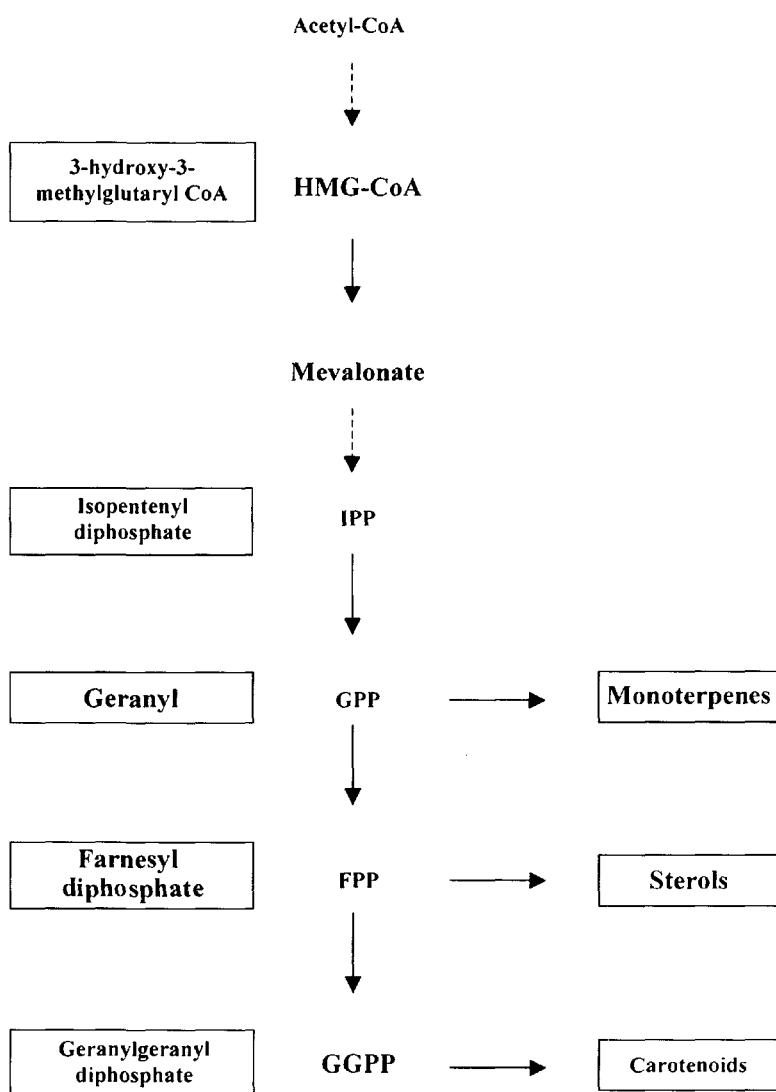 Acetyl-CoA
3-hydroxy-3-
methylglutaryl CoA
HMG-CoA
Mevalonate
Isopentenyl
diphosphate
IPP
Geranyl
GPP
Monoterpenes
Farnesyl
diphosphate
FPP
Sterols
Geranylgeranyl
diphosphate
GGPP
Carotenoids